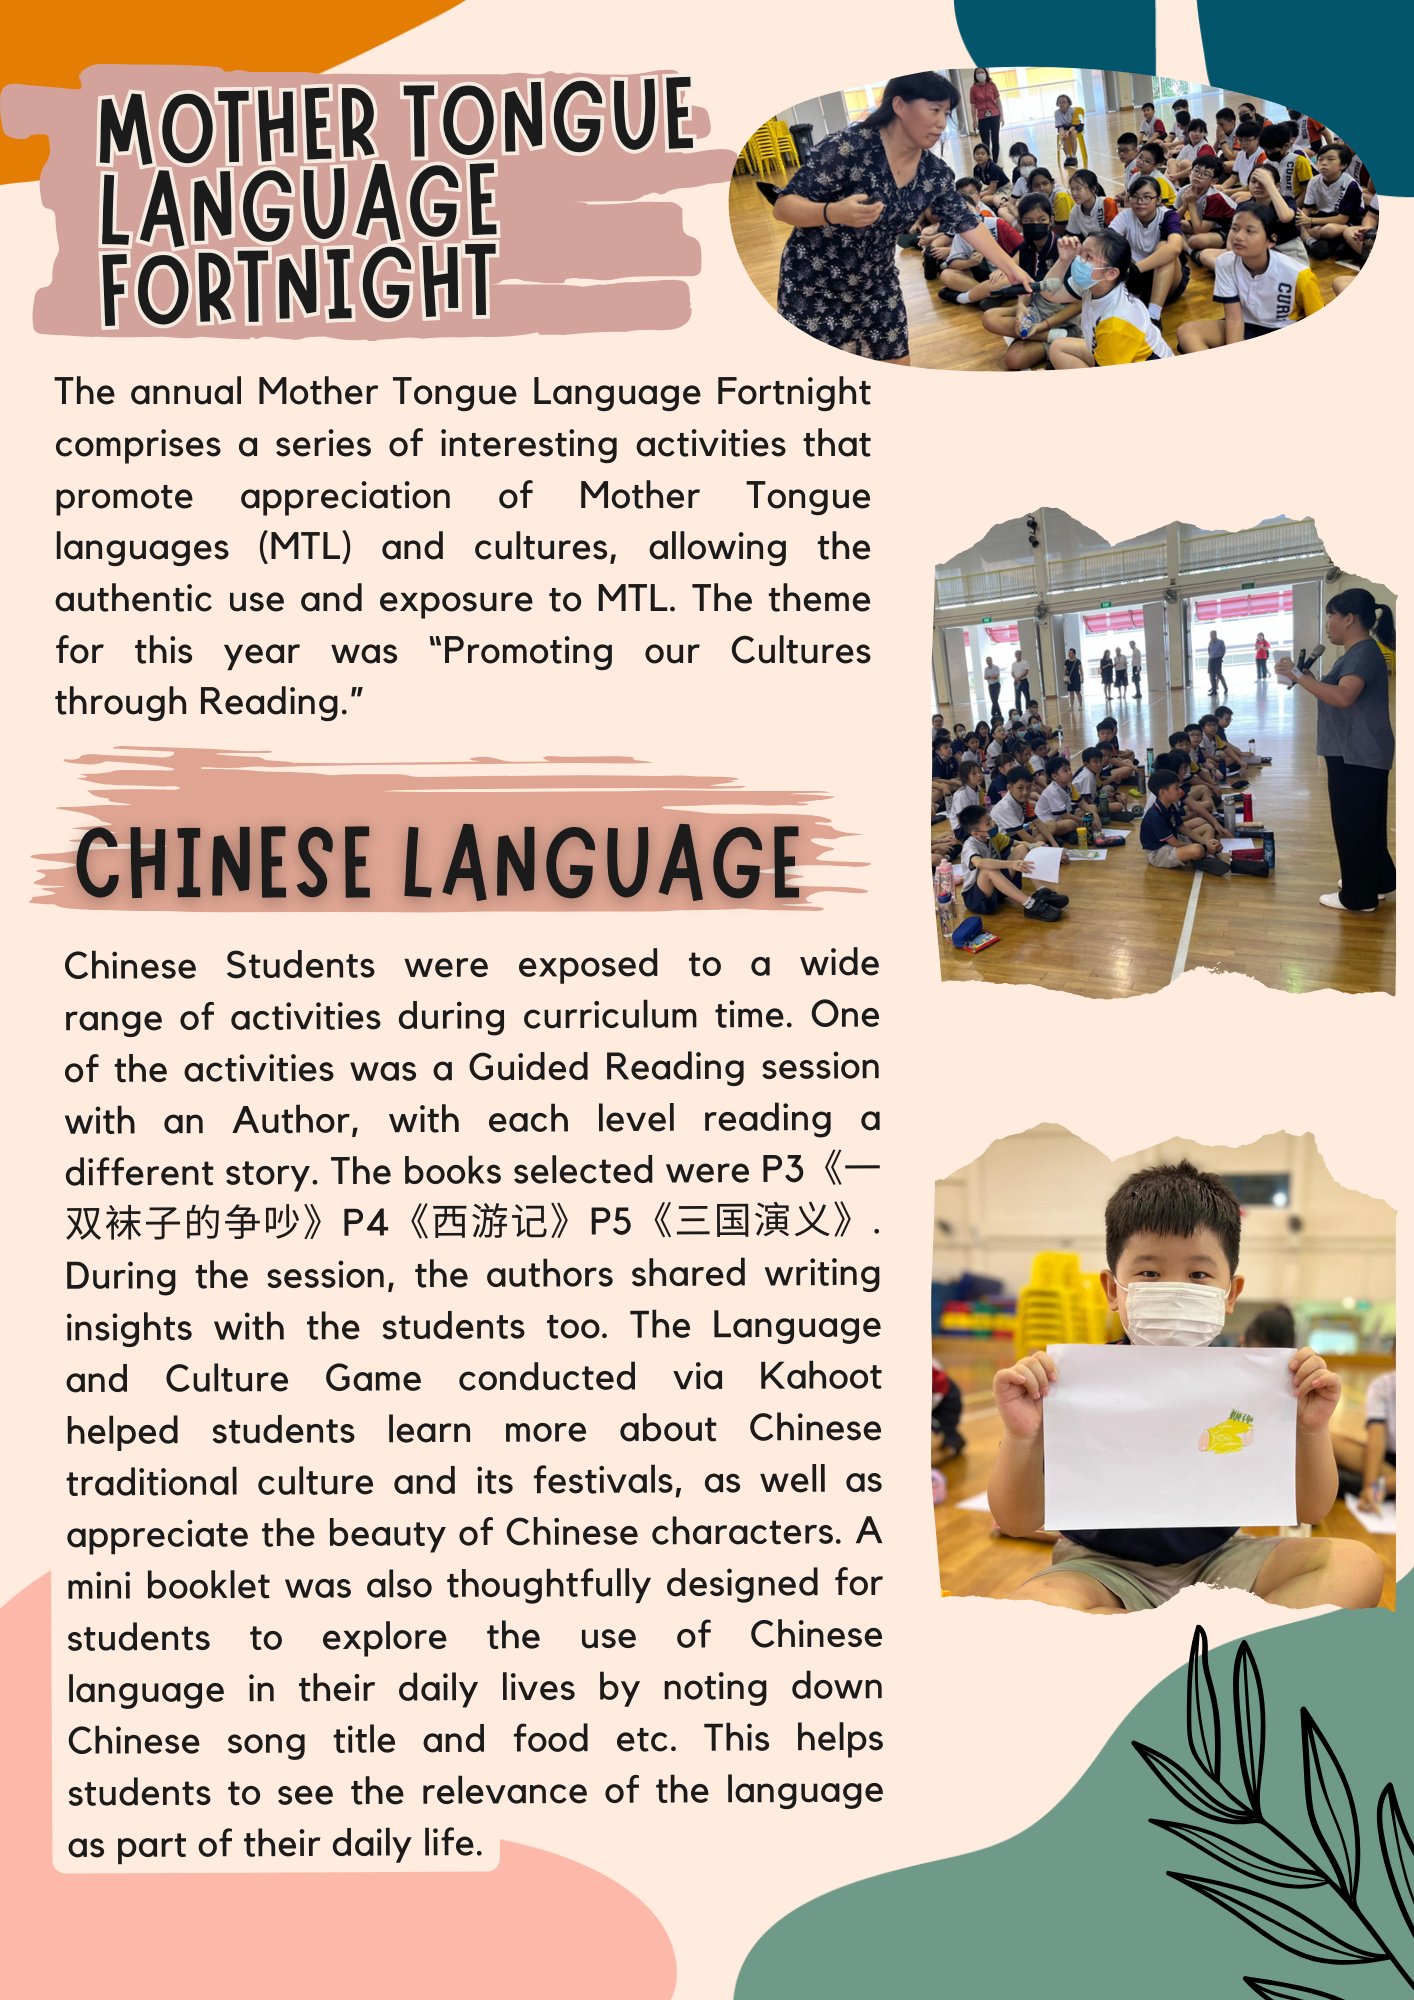 MOTHER TONGUE
LANGUAGE
FORTNIGHT
The annual Mother Tongue Language Fortnight
comprises a series of interesting activities that
promote appreciation of Mother Tongue
languages (MTL) and cultures, allowing the
authentic use and exposure to MTL. The theme
for this year was “Promoting our Cultures
through Reading.”
CHINESE LANGUAGE
Chinese Students were exposed to a wide
range of activities during curriculum time. One
of the activities was a Guided Reading session
with an Author, with each level reading a
different story. The books selected were P3《一
双袜子的争吵》P4《西游记》P5《三国演义》.
During the session, the authors shared writing
insights with the students too. The Language
and Culture Game conducted via Kahoot
helped students learn more about Chinese
traditional culture and its festivals, as well as
appreciate the beauty of Chinese characters. A
mini booklet was also thoughtfully designed for
students to explore the use of Chinese
language in their daily lives by noting down
Chinese song title and food etc. This helps
students to see the relevance of the language
as part of their daily life.